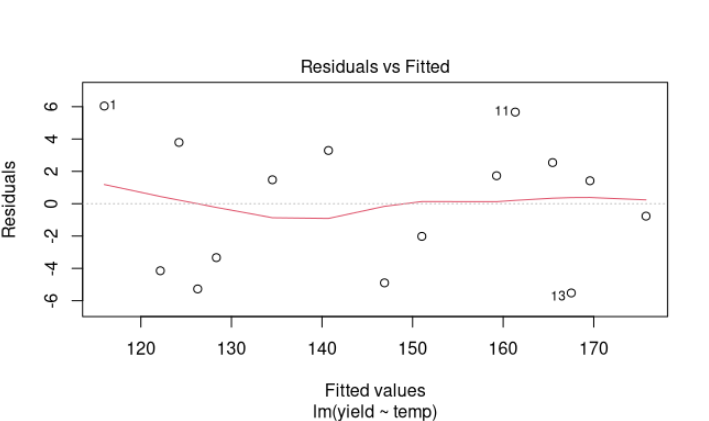 Residuals vs Fitted
Residuals
6
4
2
0
-2
-4
-6
1
11
13
120 130 140 150 160 170
Fitted values
lm(yield ~ temp)